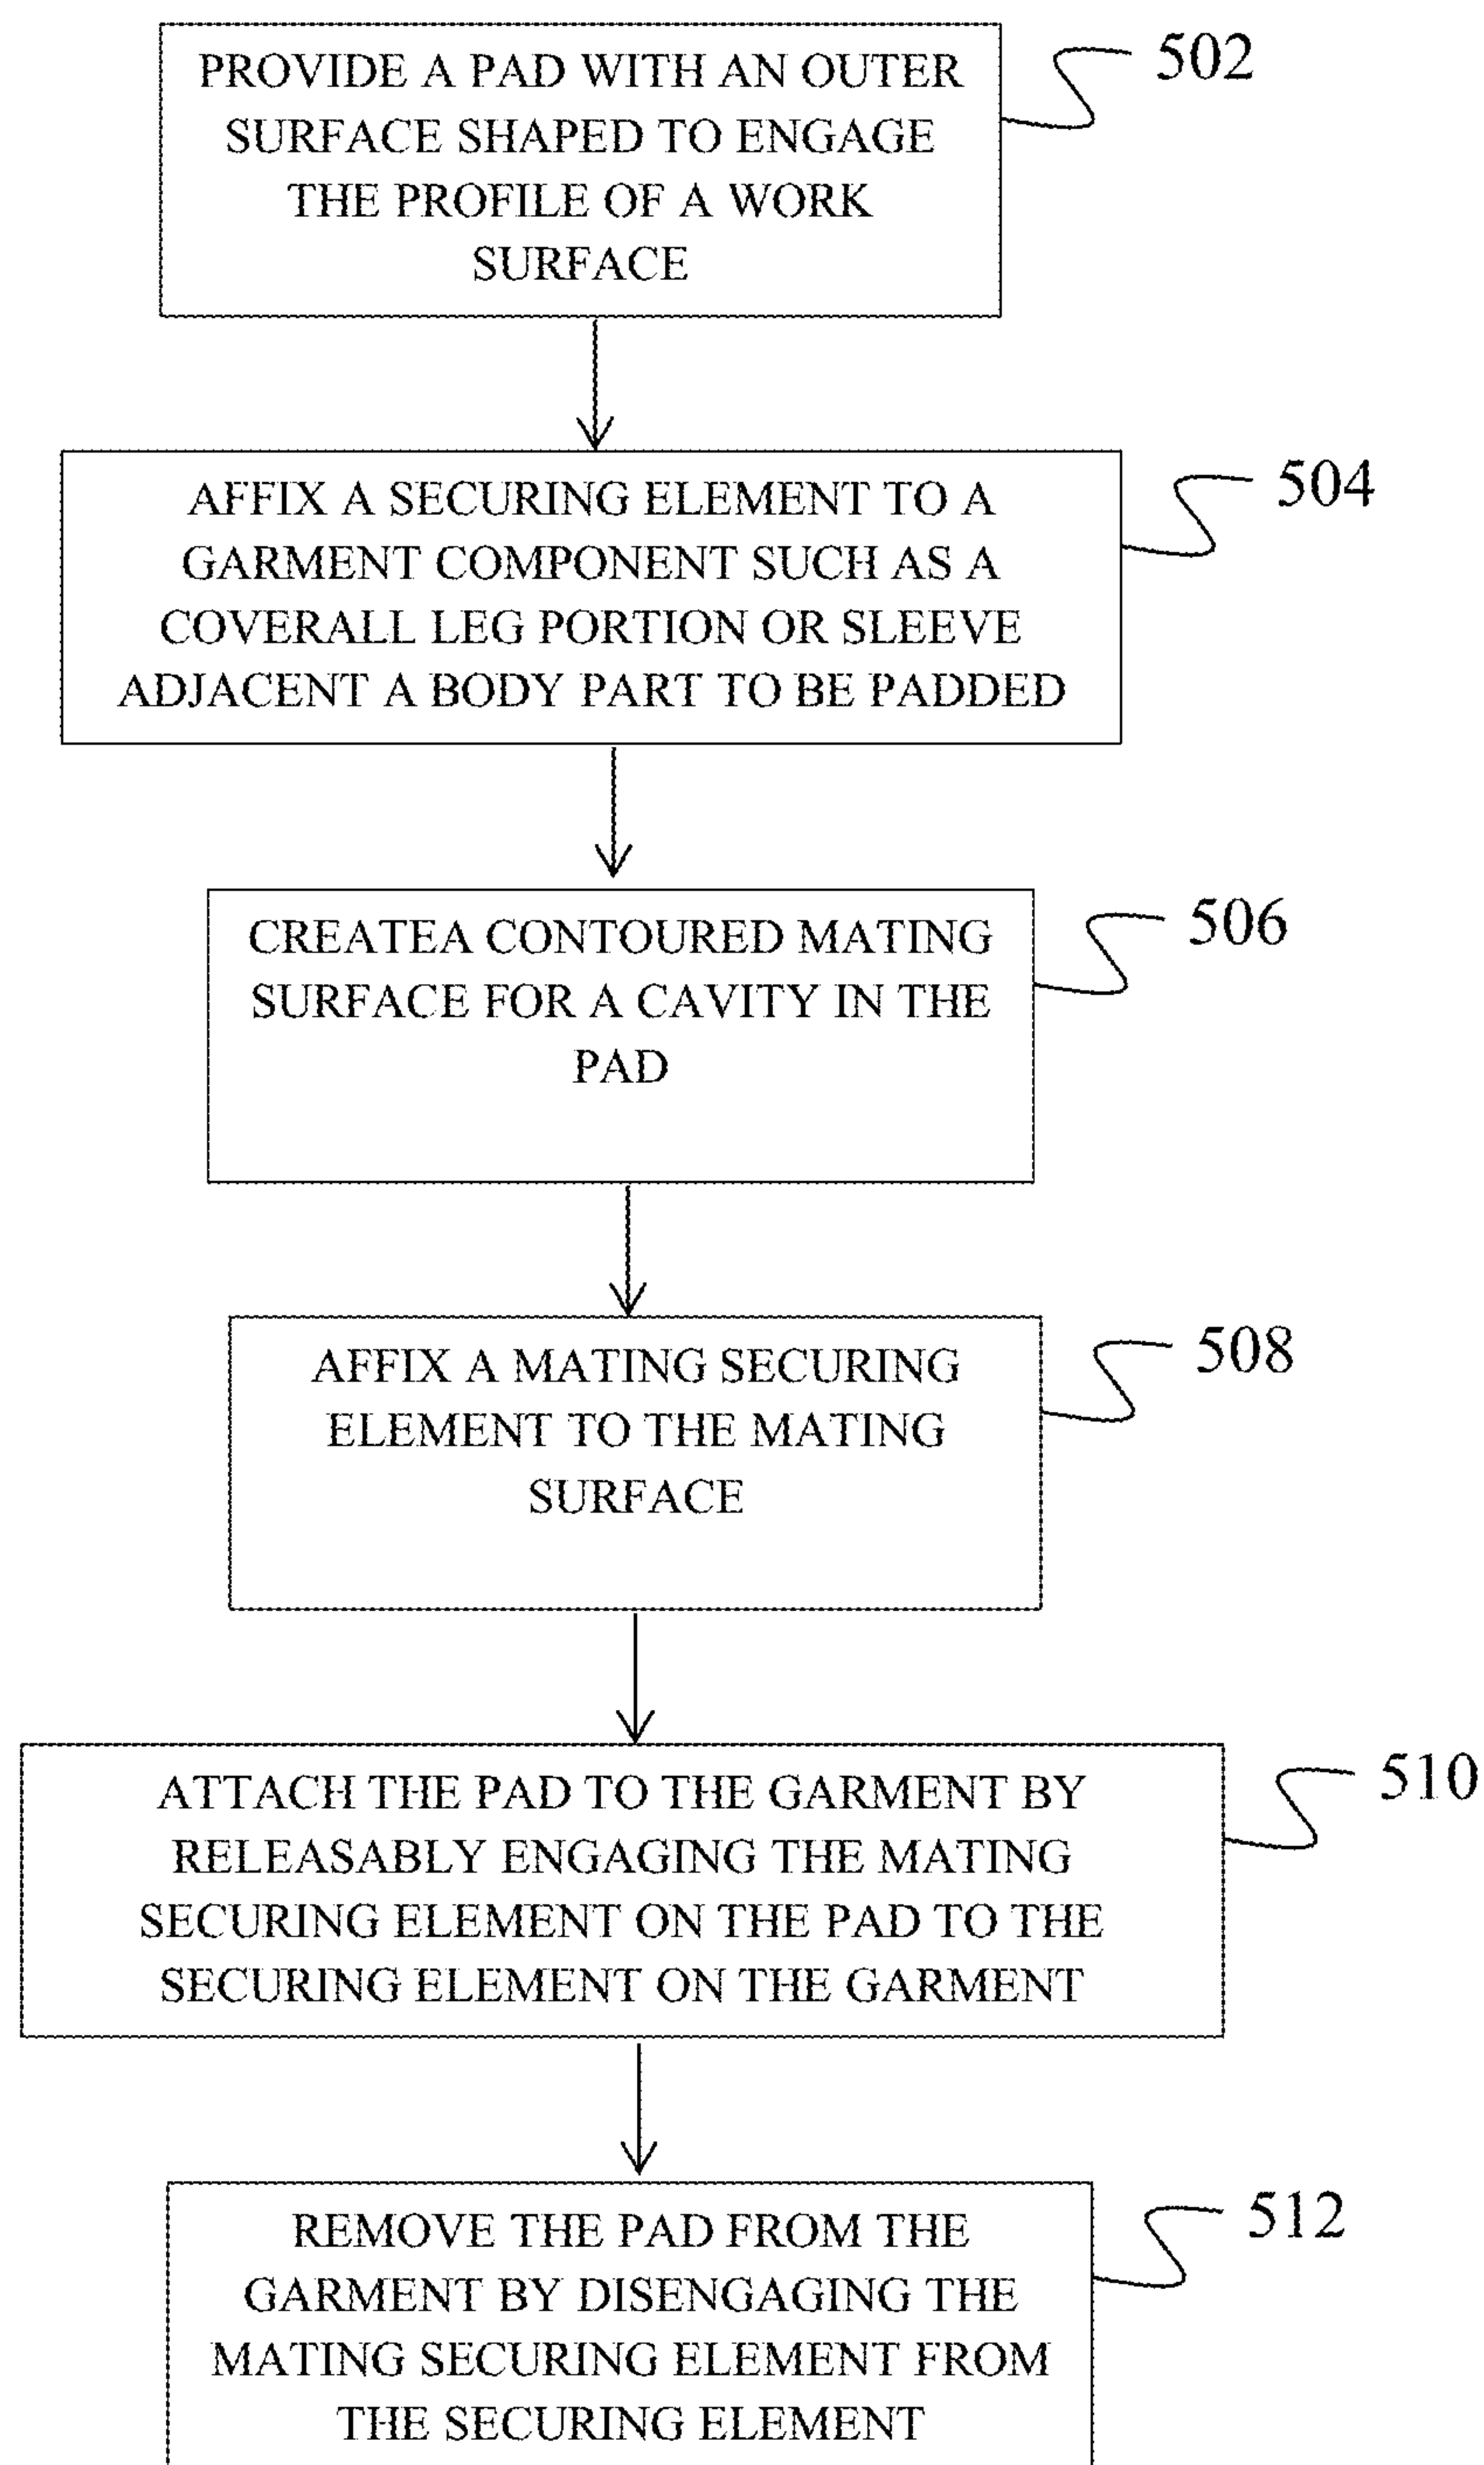 PROVIDE A PAD WITH AN OUTER
SURFACE SHAPED TO ENGAGE
THE PROFILE OF A WORK
SURFACE
502
AFFIX A SECURING ELEMENT TO A
GARMENT COMPONENT SUCH AS A
COVERALL LEG PORTION OR SLEEVE
ADJACENT A BODY PART TO BE PADDED
504
CREATEA CONTOURED MATING
SURFACE FOR A CAVITY IN THE
PAD
506
AFFIX A MATING SECURING
ELEMENT TO THE MATING
SURFACE
508
ATTACH THE PAD TO THE GARMENT BY
RELEASABLY ENGAGING THE MATING
SECURING ELEMENT ON THE PAD TO THE
SECURING ELEMENT ON THE GARMENT
510
REMOVE THE PAD FROM THE
GARMENT BY DISENGAGING THE
MATING SECURING ELEMENT FROM
THE SECURING ELEMENT
512